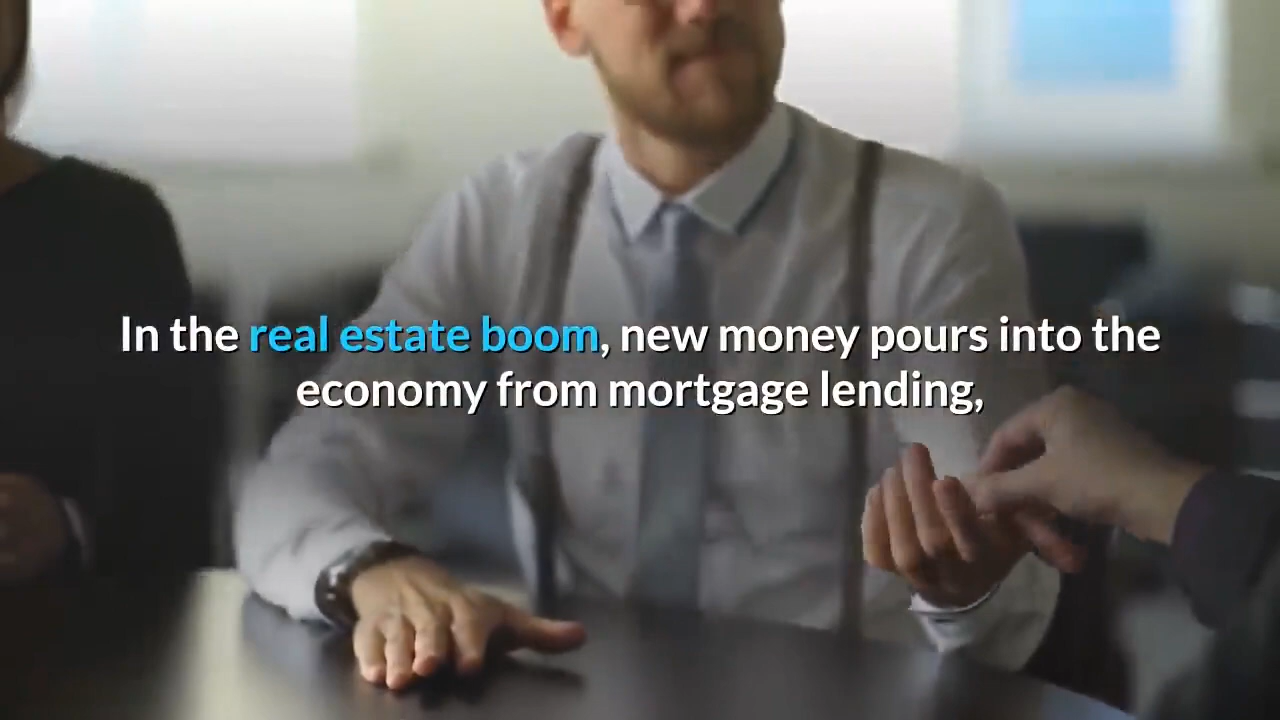 In the real estate boom, new money pours into the
economy from mortgage lending,